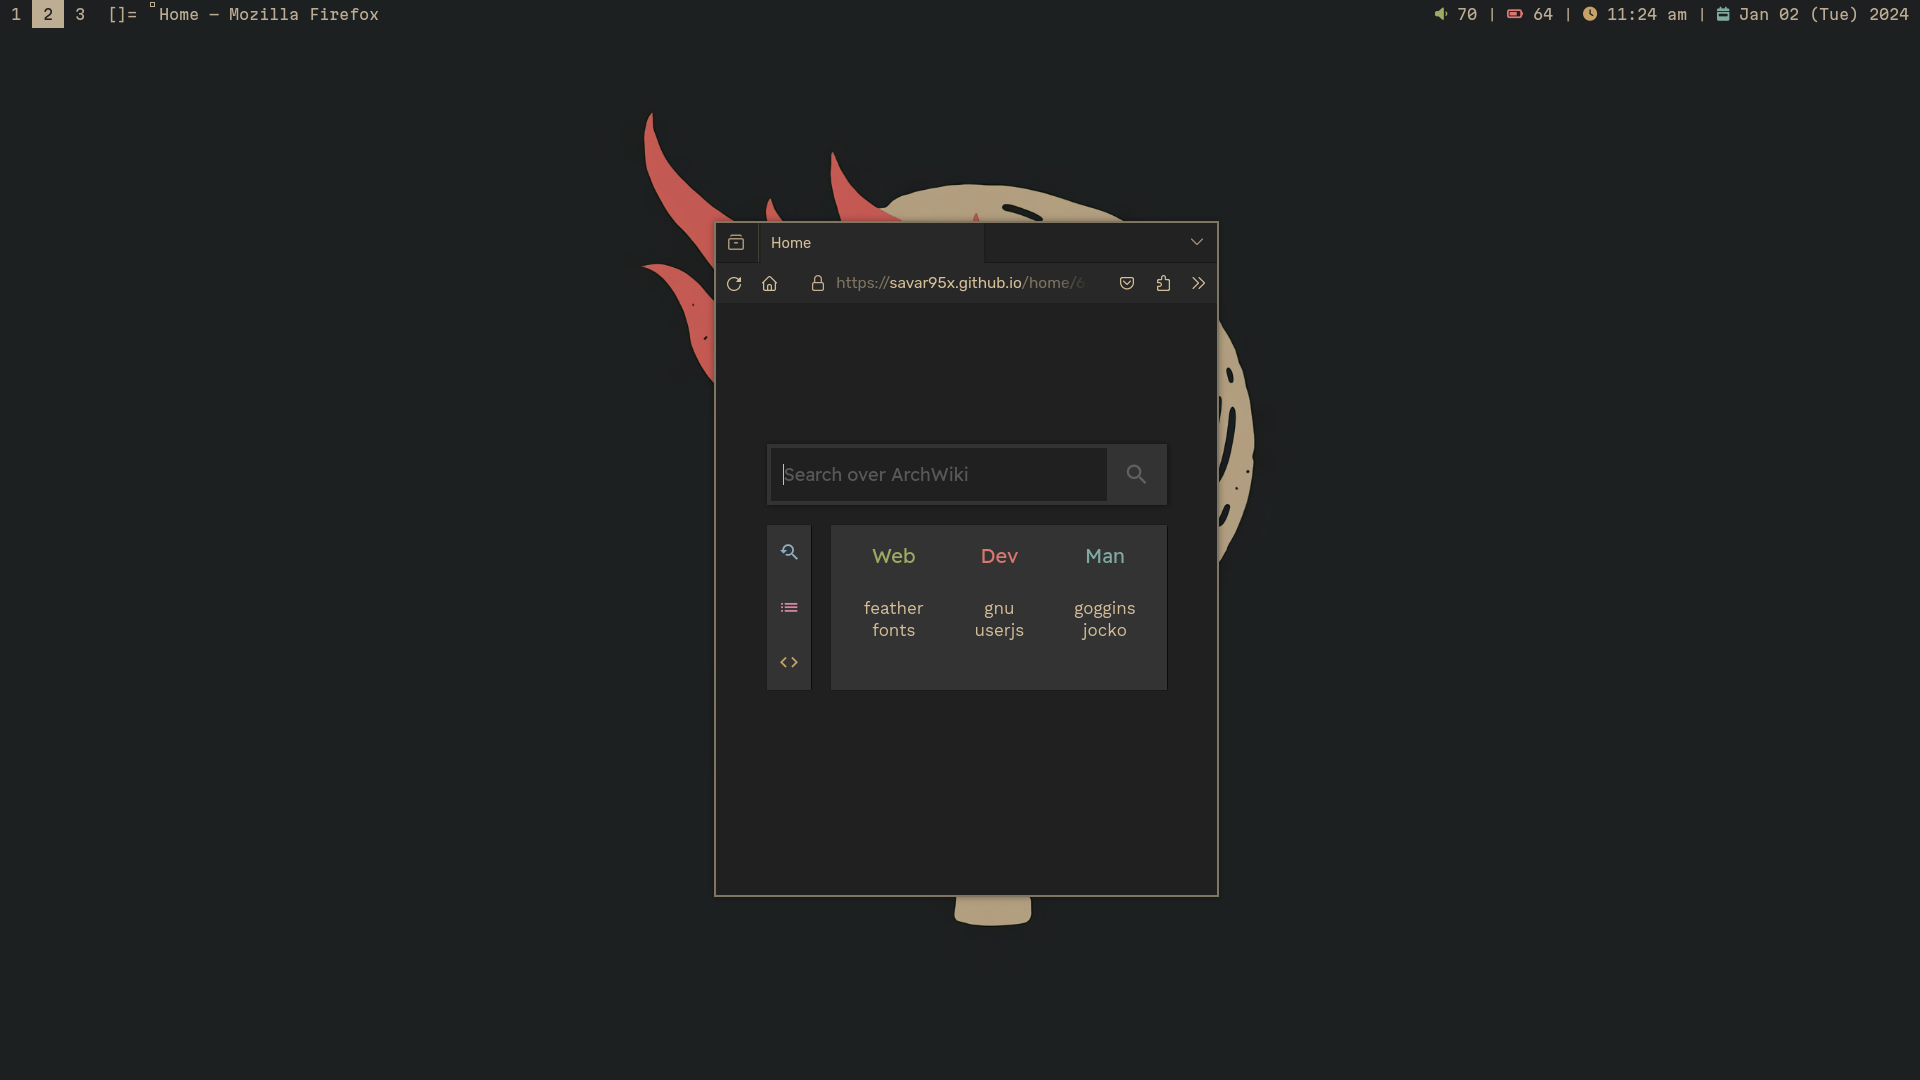 1 2 3 []= Home — Mozilla Firefox
70 | 64 | 11:24 am | Jan 02 (Tue) 2024
Home
https://savar95x.github.io/home/6
Search over ArchWiki
Web Dev Man
feather gnu goggins
fonts userjs jocko